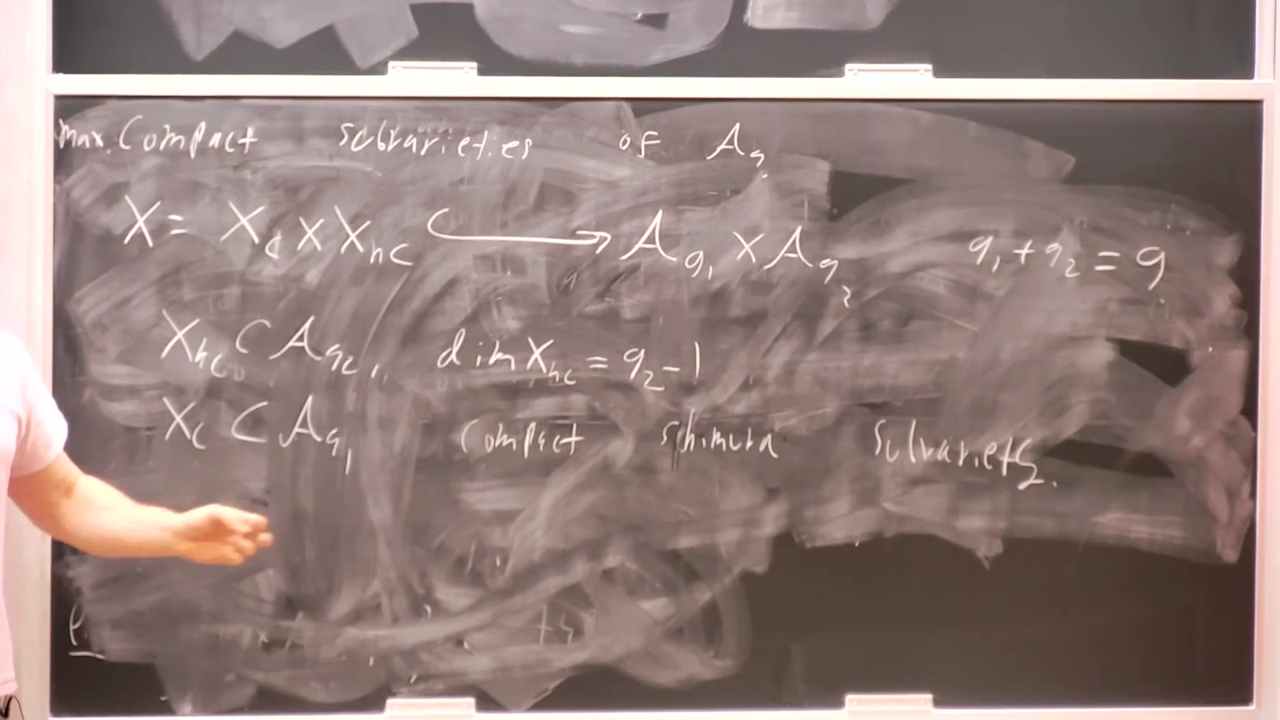 max. Compact subvarieties of A_g
X = X_c × X_nc ↪ A_{g_1} × A_{g_2} g_1 + g_2 = g
X_nc ⊂ A_{g_2}, dim X_nc = g_2 - 1
X_c ⊂ A_{g_1} compact shimura subvariety.